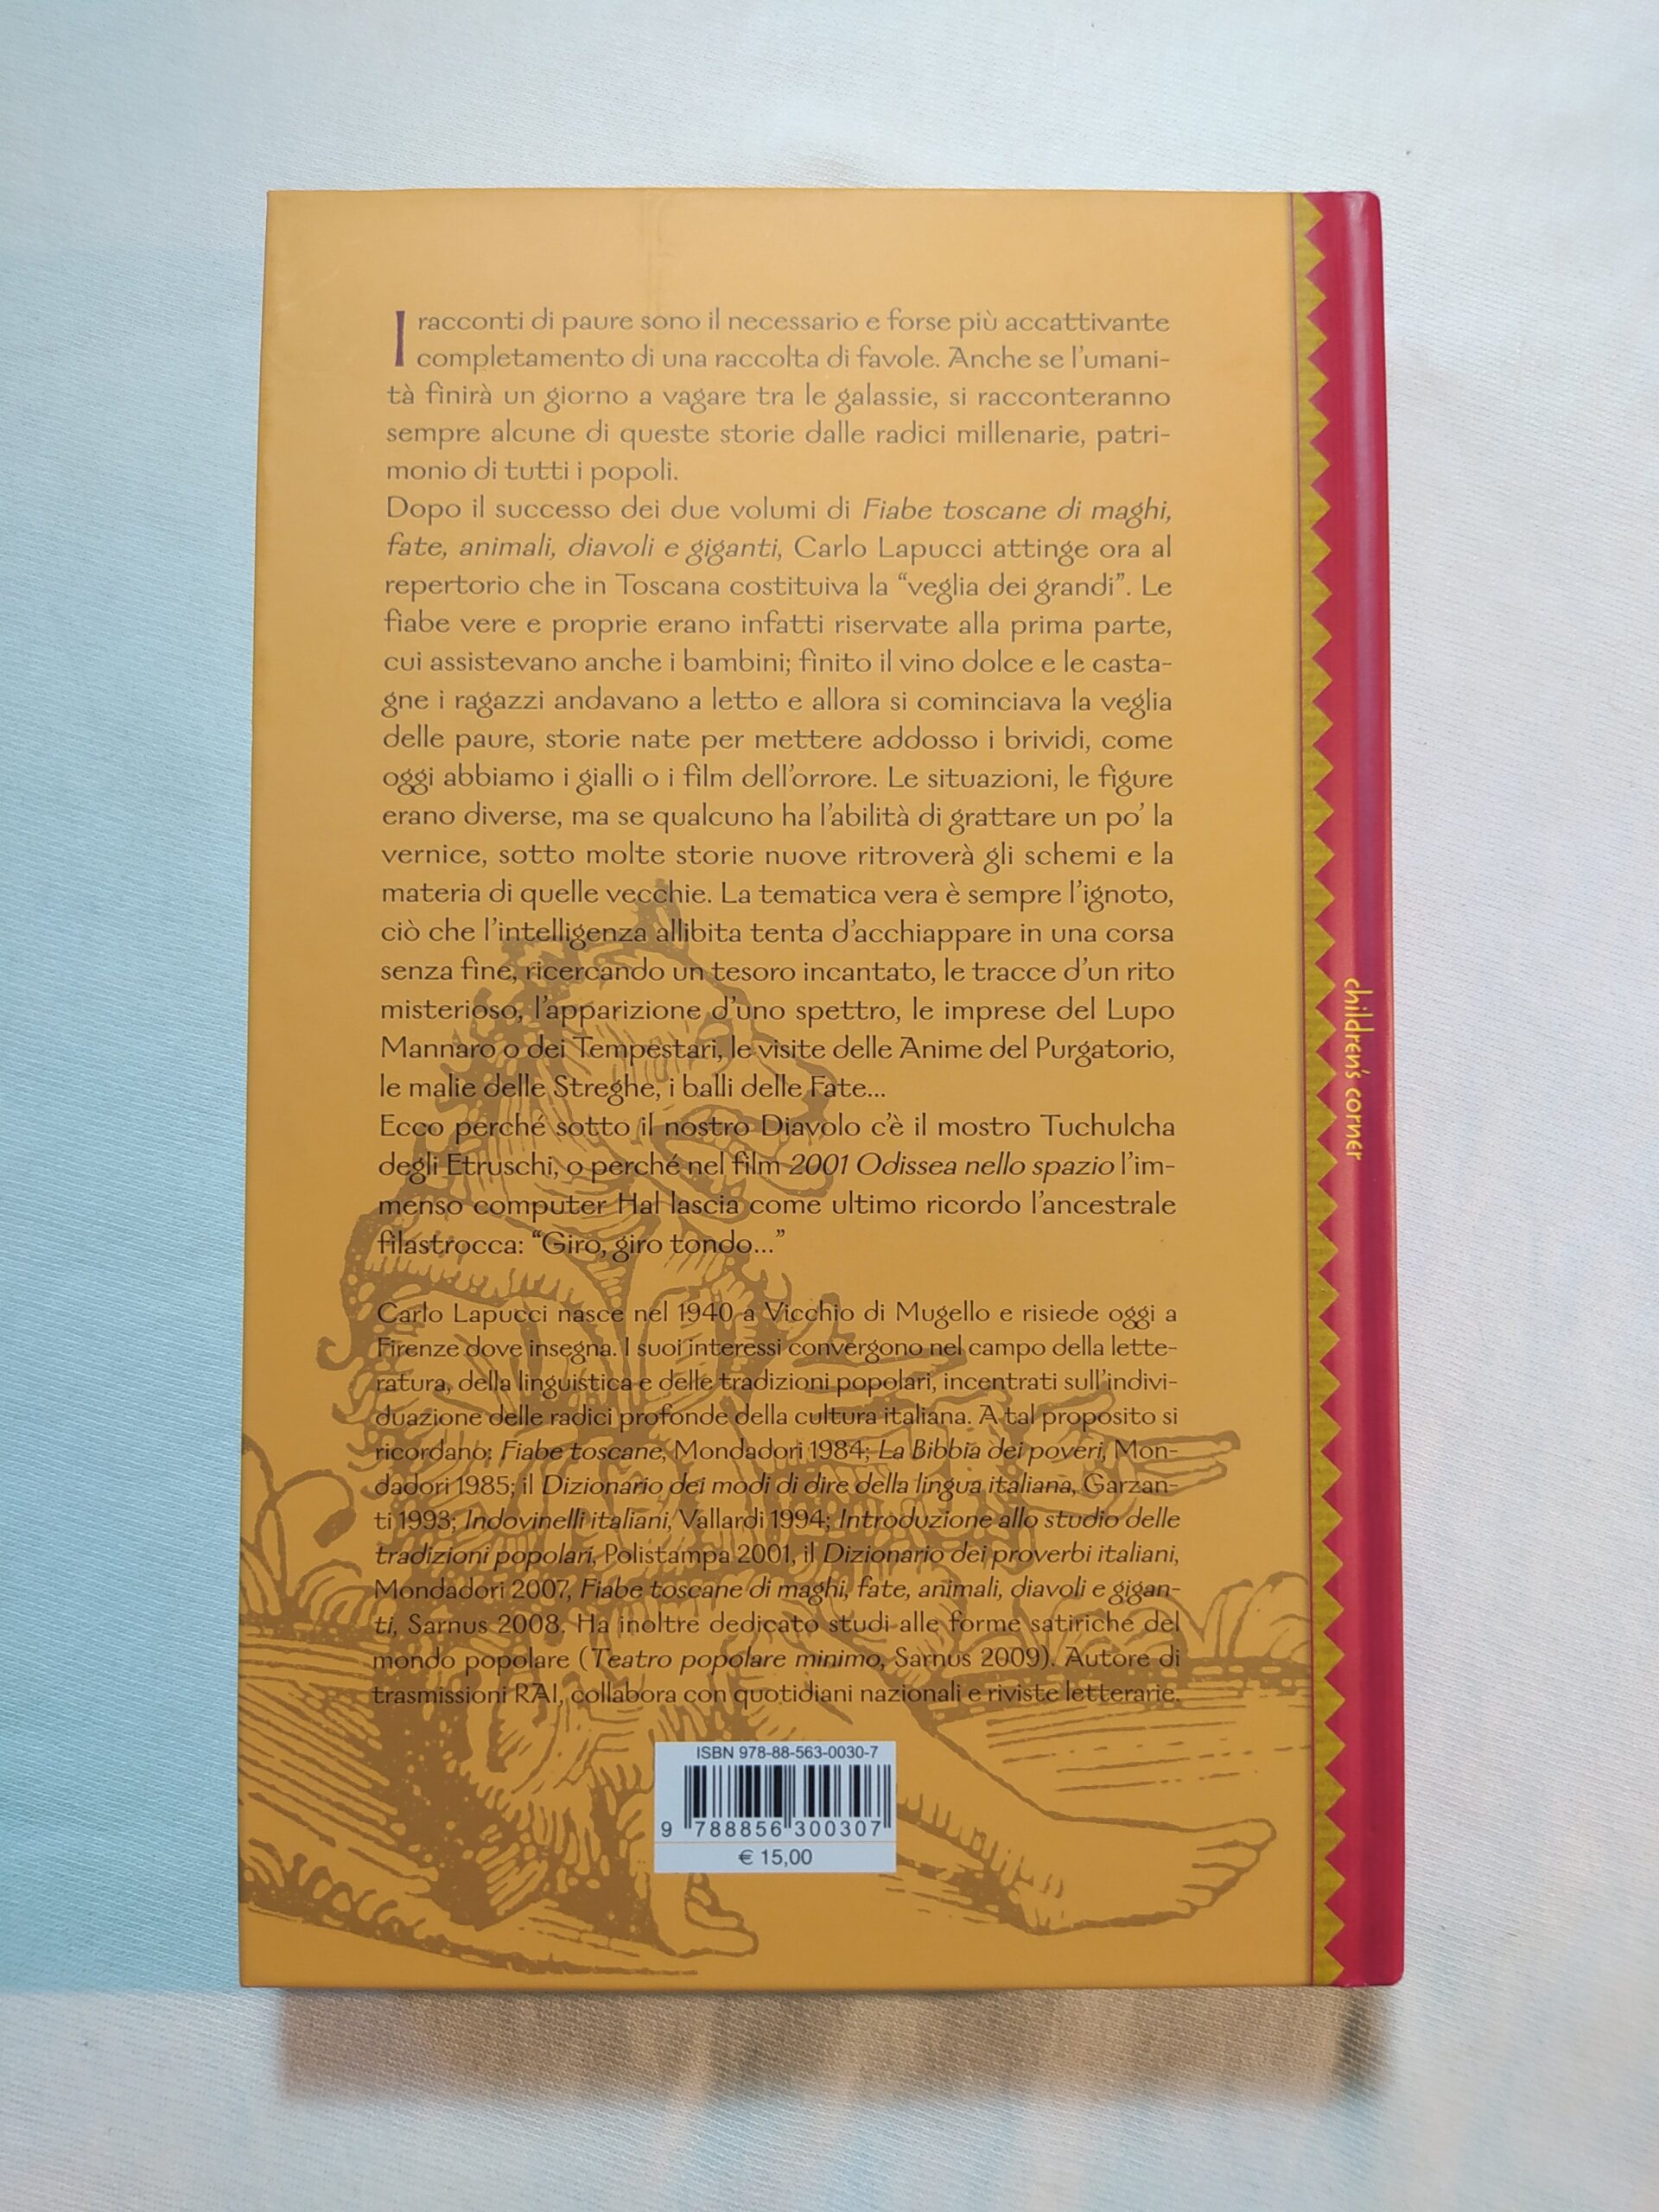 I racconti di paure sono il necessario e forse più accattivante
completamento di una raccolta di favole. Anche se l'umani-
tà finirà un giorno a vagare tra le galassie, si racconteranno
sempre alcune di queste storie dalle radici millenarie, patri-
monio di tutti i popoli.
Dopo il successo dei due volumi di Fiabe toscane di maghi,
fate, animali, diavoli e giganti, Carlo Lapucci attinge ora al
repertorio che in Toscana costituiva la “veglia dei grandi”. Le
fiabe vere e proprie erano infatti riservate alla prima parte,
cui assistevano anche i bambini; finito il vino dolce e le casta-
gne i ragazzi andavano a letto e allora si cominciava la veglia
delle paure, storie nate per mettere addosso i brividi, come
oggi abbiamo i gialli o i film dell'orrore. Le situazioni, le figure
erano diverse, ma se qualcuno ha l'abilità di grattare un po' la
vernice, sotto molte storie nuove ritroverà gli schemi e la
materia di quelle vecchie. La tematica vera è sempre l'ignoto,
ciò che l'intelligenza allibita tenta d'acchiappare in una corsa
senza fine, ricercando un tesoro incantato, le tracce d'un rito
misterioso, l'apparizione d'uno spettro, le imprese del Lupo
Mannaro o dei Tempestari, le visite delle Anime del Purgatorio,
le malie delle Streghe, i balli delle Fate...
Ecco perché sotto il nostro Diavolo c'è il mostro Tuchulcha
degli Etruschi, o perché nel film 2001 Odissea nello spazio l'im-
menso computer Hal lascia come ultimo ricordo l'ancestrale
filastrocca: “Giro, giro tondo...”
Carlo Lapucci nasce nel 1940 a Vicchio di Mugello e risiede oggi a
Firenze dove insegna. I suoi interessi convergono nel campo della lette-
ratura, della linguistica e delle tradizioni popolari, incentrati sull'indivi-
duazione delle radici profonde della cultura italiana. A tal proposito si
ricordano: Fiabe toscane, Mondadori 1984; La Bibbia dei poveri, Mon-
dadori 1985; il Dizionario dei modi di dire della lingua italiana, Garzan-
ti 1993; Indovinelli italiani, Vallardi 1994; Introduzione allo studio delle
tradizioni popolari, Polistampa 2001, il Dizionario dei proverbi italiani,
Mondadori 2007, Fiabe toscane di maghi, fate, animali, diavoli e gigan-
ti, Sarnus 2008. Ha inoltre dedicato studi alle forme satiriche del
mondo popolare (Teatro popolare minimo, Sarnus 2009). Autore di
trasmissioni RAI, collabora con quotidiani nazionali e riviste letterarie.
ISBN 978-88-563-0030-7
9 788856 300307
€ 15,00
children's corner